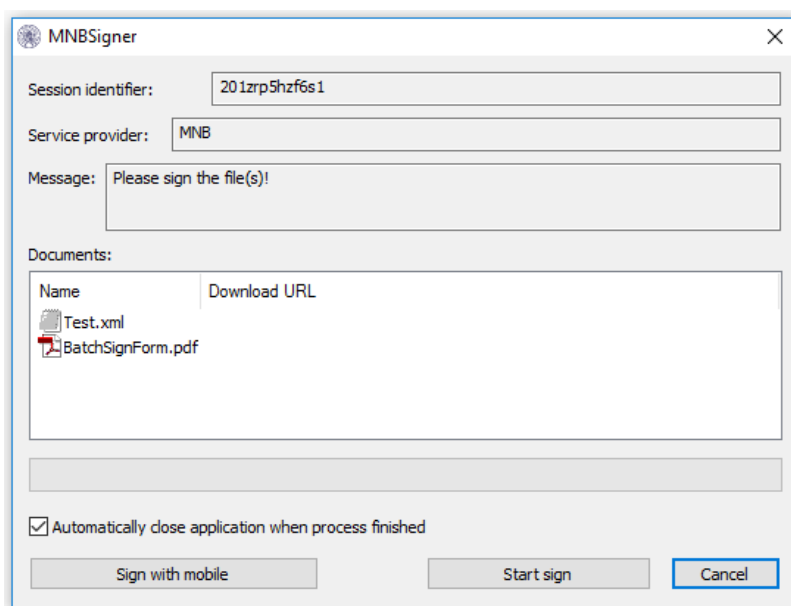 MNBSigner
Session identifier: 201zrp5hzf6s1
Service provider: MNB
Message: Please sign the file(s)!
Documents:
Name Download URL
Test.xml
BatchSignForm.pdf
Automatically close application when process finished
Sign with mobile Start sign Cancel